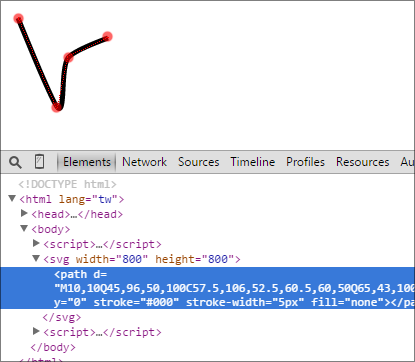 Elements Network Sources Timeline Profiles Resources Au
<!DOCTYPE html>
<html lang="tw">
<head>…</head>
<body>
<script>…</script>
<svg width="800" height="800">
<path d=
"M10,10Q45,96,50,100C57.5,106,52.5,60.5,60,50Q65,43,100
y="0" stroke="#000" stroke-width="5px" fill="none"></pa
</svg>
<script>…</script>
</body>
</html>